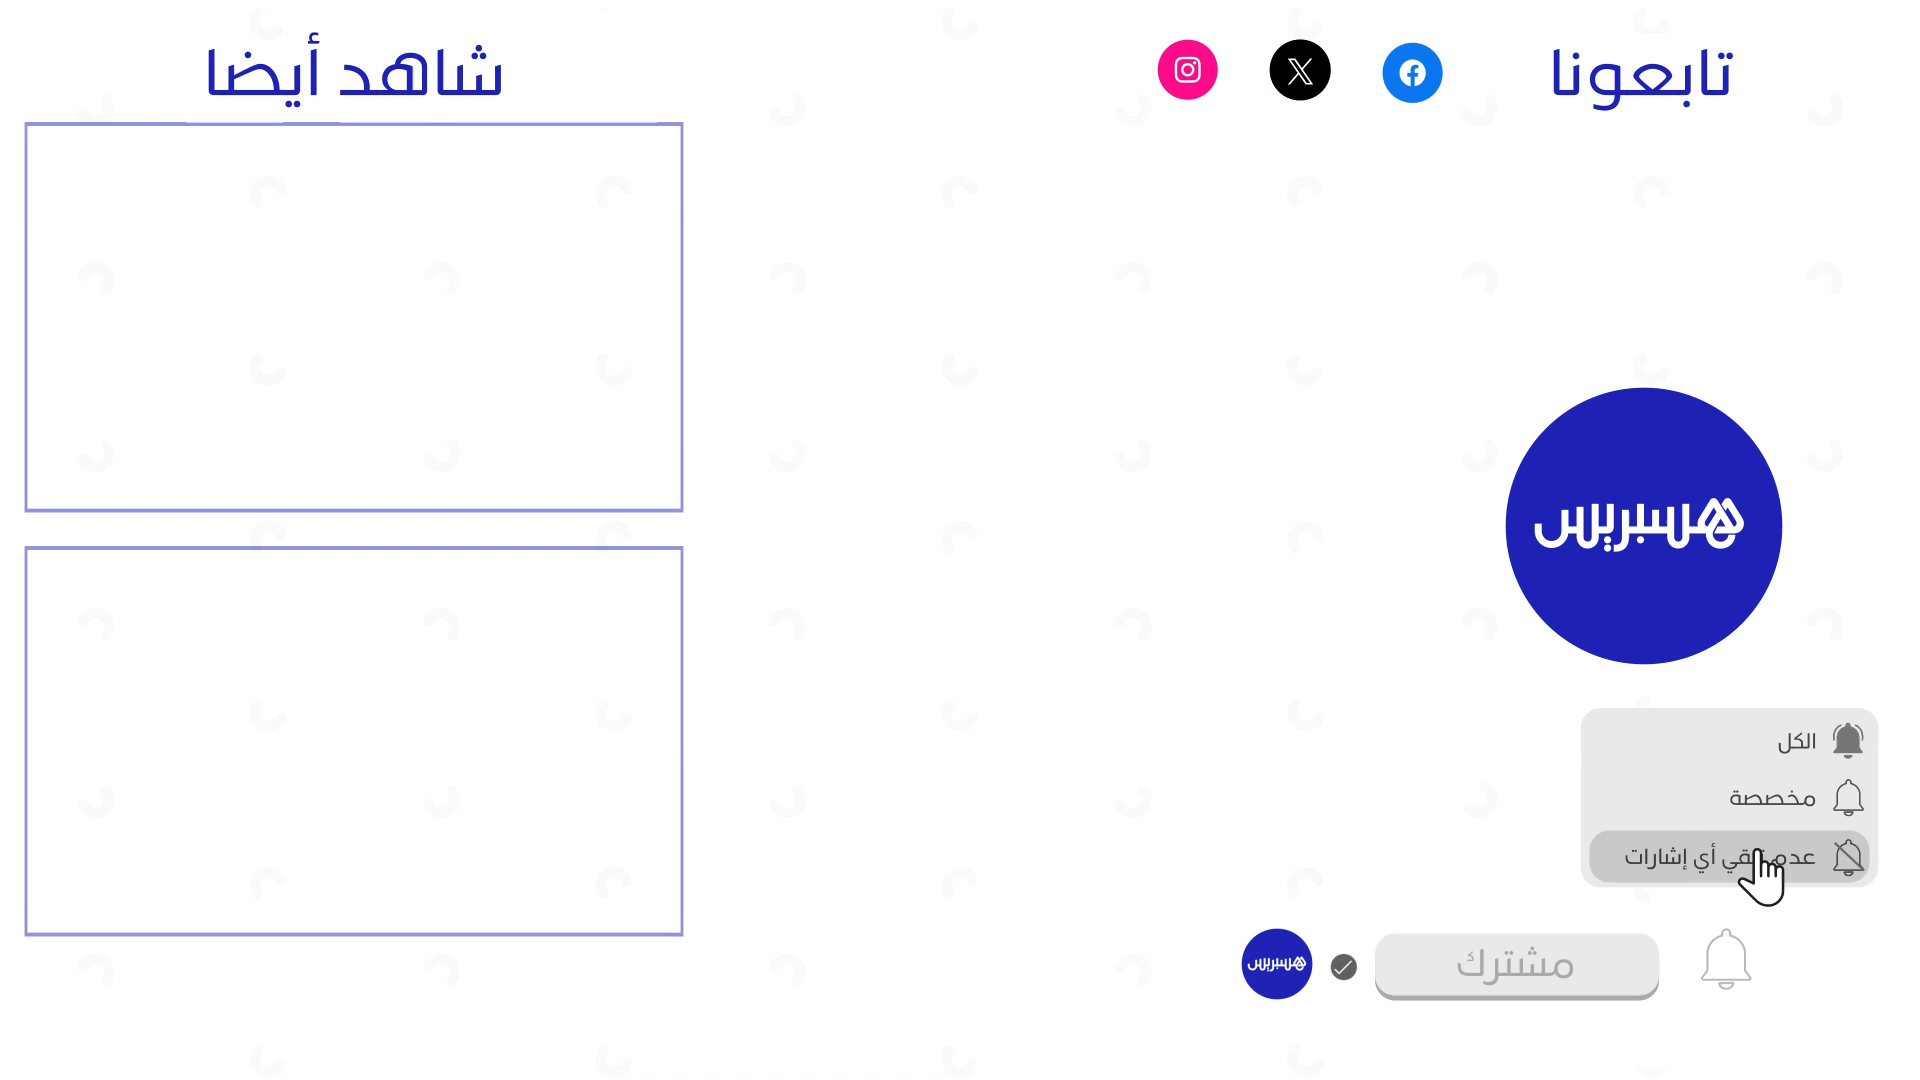 تابعونا
شاهد أيضا
هسبريس
الكل
مخصصة
عدم تلقي أي إشارات
مشترك
هسبريس